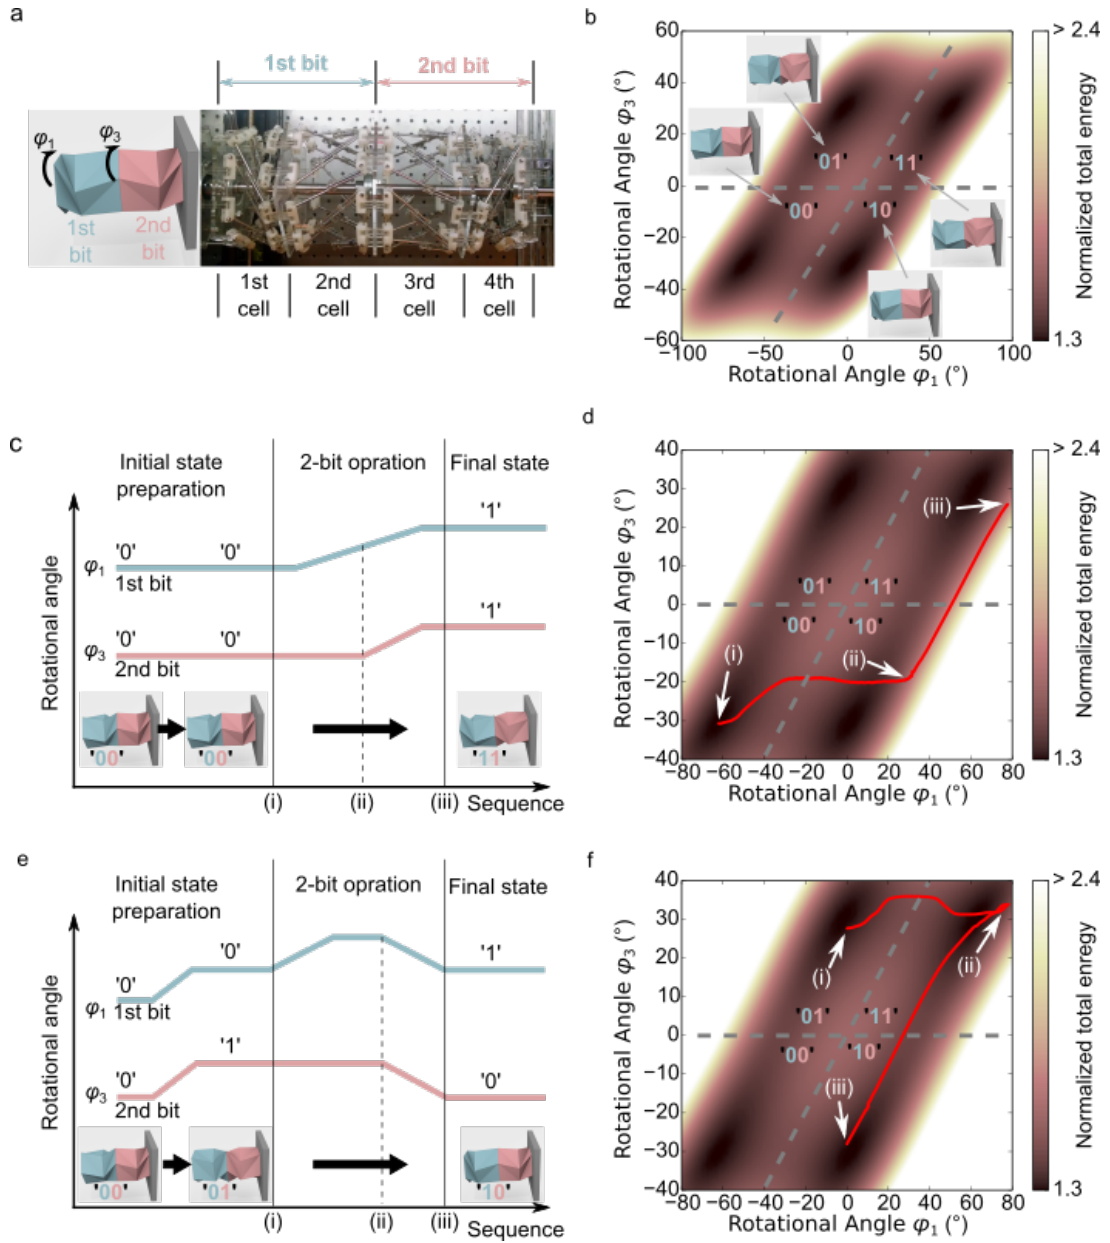 a
1st bit
2nd bit
φ1
φ3
1st
bit
2nd
bit
1st
cell
2nd
cell
3rd
cell
4th
cell
b
60
40
20
0
−20
−40
−60
−100
−50
0
50
100
Rotational Angle φ3 (°)
Rotational Angle φ1 (°)
'01'
'11'
'00'
'10'
> 2.4
1.3
Normalized total enregy
c
Initial state
preparation
2-bit opration
Final state
Rotational angle
'0'
'0'
'1'
φ1
1st bit
'0'
'0'
'1'
φ3
2nd bit
'00'
'00'
'11'
(i)
(ii)
(iii)
Sequence
d
40
30
20
10
0
−10
−20
−30
−40
−80
−60
−40
−20
0
20
40
60
80
Rotational Angle φ3 (°)
Rotational Angle φ1 (°)
(iii)
'01'
'11'
'00'
'10'
(i)
(ii)
> 2.4
1.3
Normalized total enregy
e
Initial state
preparation
2-bit opration
Final state
Rotational angle
'0'
'0'
'1'
φ1
1st bit
'0'
'1'
'0'
φ3
2nd bit
'00'
'01'
'10'
(i)
(ii)
(iii)
Sequence
f
40
30
20
10
0
−10
−20
−30
−40
−80
−60
−40
−20
0
20
40
60
80
Rotational Angle φ3 (°)
Rotational Angle φ1 (°)
(i)
(ii)
'01'
'11'
'00'
'10'
(iii)
> 2.4
1.3
Normalized total enregy